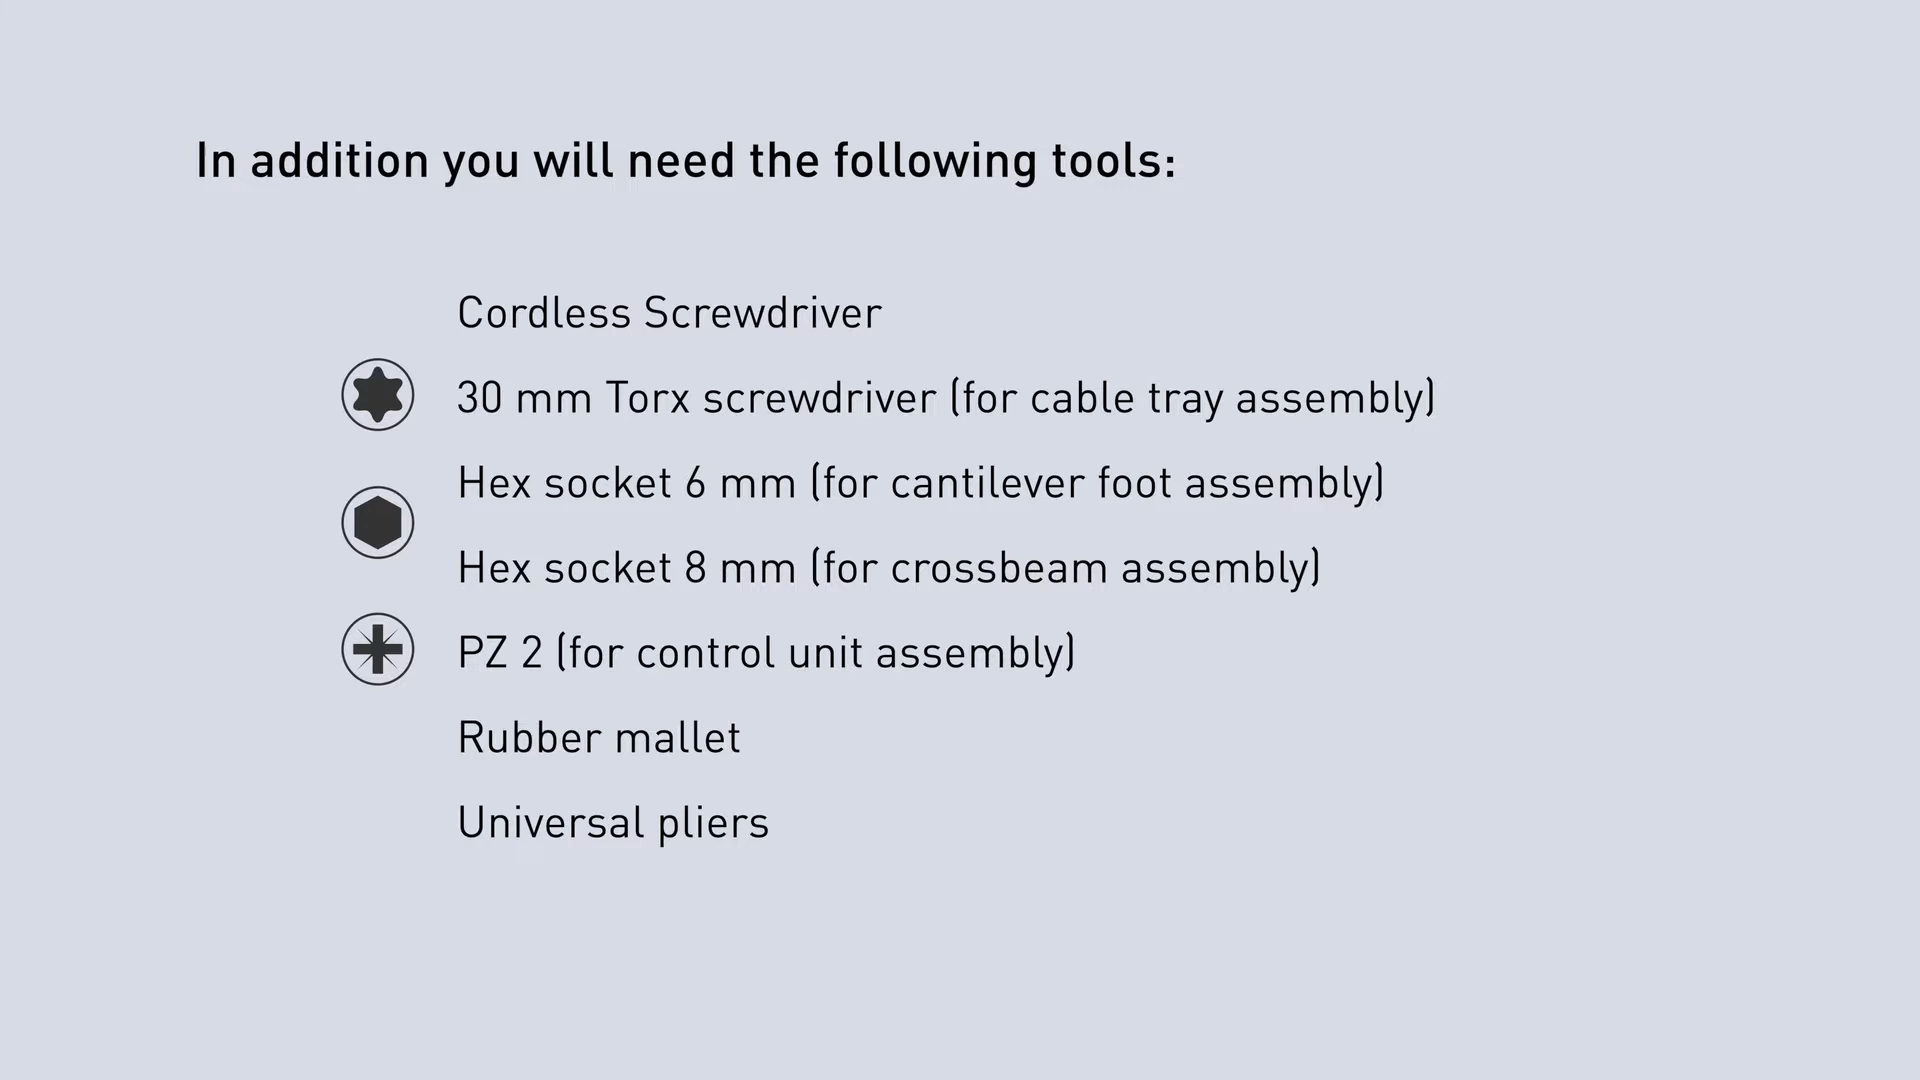 In addition you will need the following tools:
Cordless Screwdriver
30 mm Torx screwdriver (for cable tray assembly)
Hex socket 6 mm (for cantilever foot assembly)
Hex socket 8 mm (for crossbeam assembly)
PZ 2 (for control unit assembly)
Rubber mallet
Universal pliers